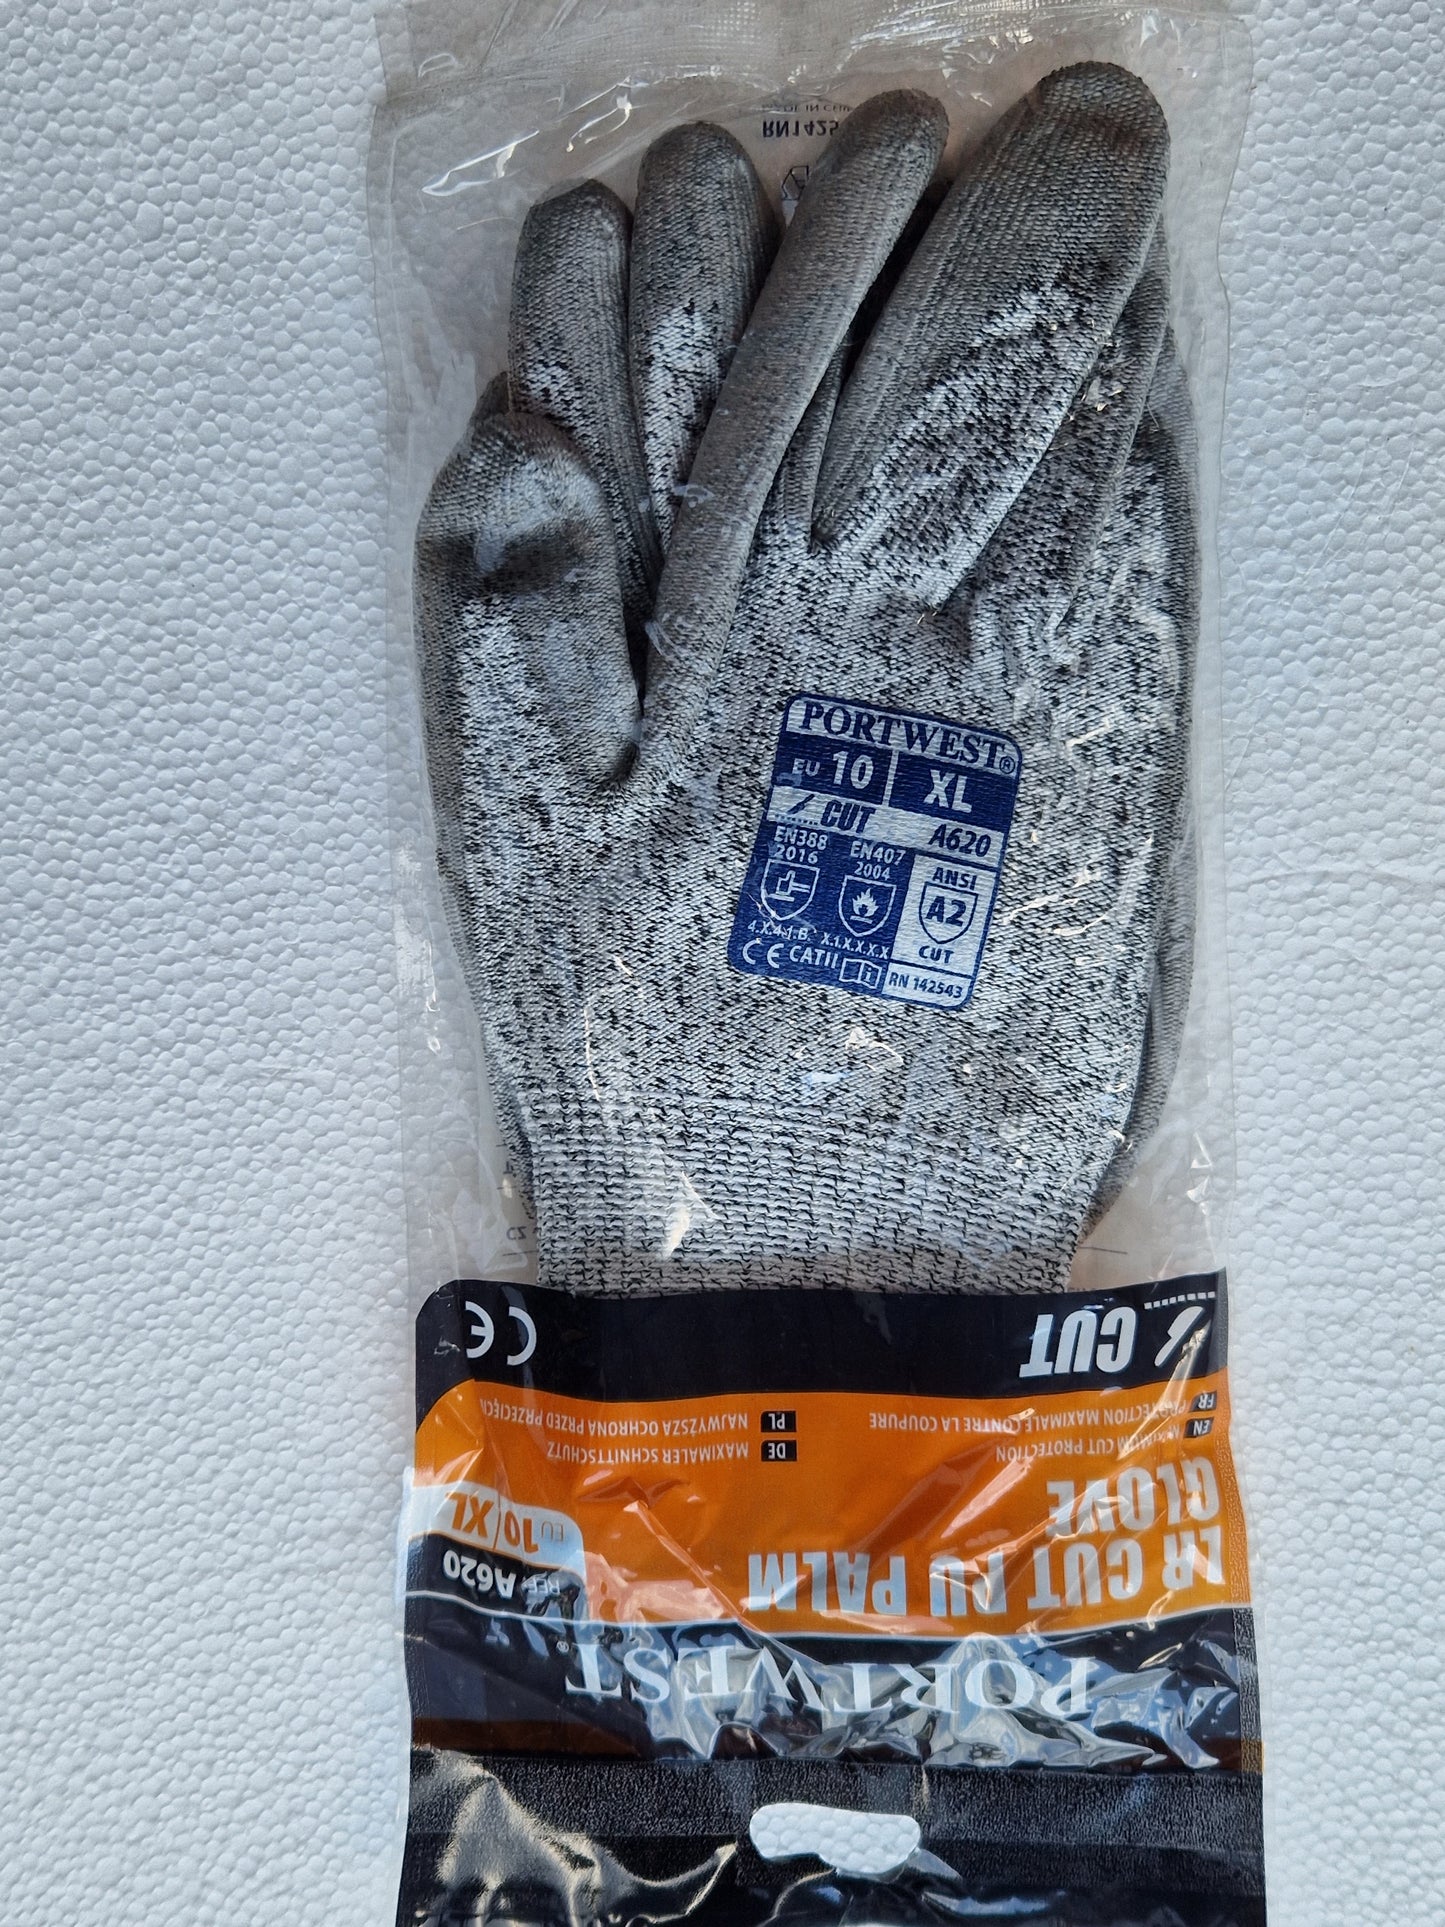 RN1425
PORTWEST®
EU 10 XL
CUT A620
EN388
2016
EN407
2004
ANSI
A2
CUT
4.X.4.1.B.
X.1.X.X.X.X
CE CATII
i
RN 142543
CUT
CE
FR PROTECTION MAXIMALE CONTRE LA COUPURE
PL NAJWYŻSZA OCHRONA PRZED PRZECIĘCI
EN MAXIMUM CUT PROTECTION
DE MAXIMALER SCHNITTSCHUTZ
LR CUT PU PALM
GLOVE
EU 10/XL
REF. A620
PORTWEST®